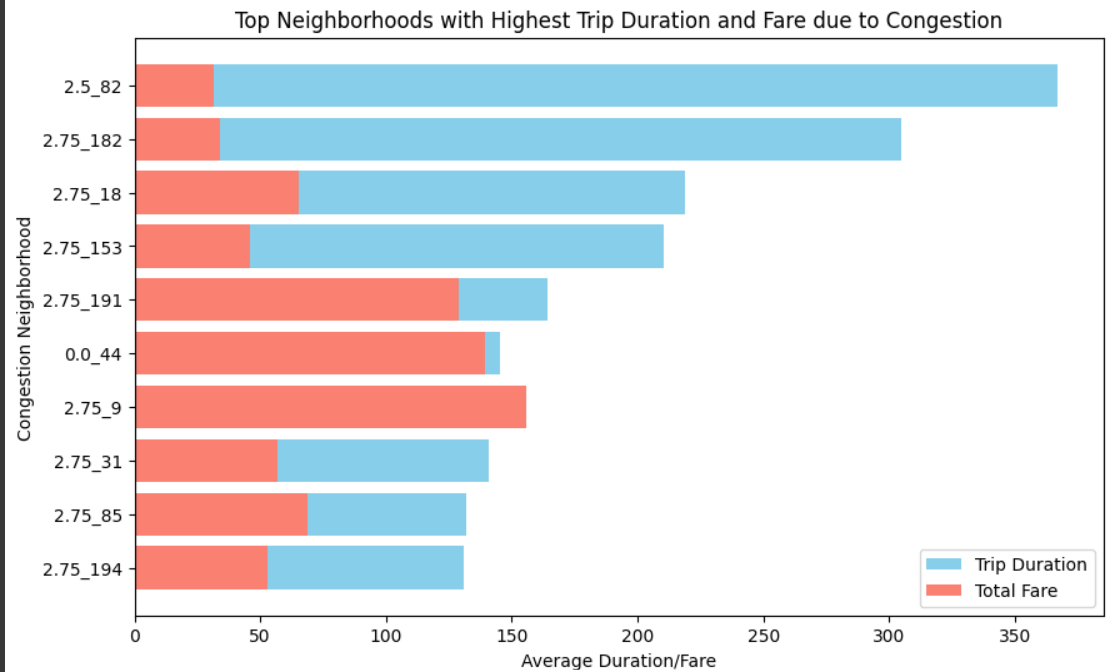 Top Neighborhoods with Highest Trip Duration and Fare due to Congestion
Congestion Neighborhood
2.5_82
2.75_182
2.75_18
2.75_153
2.75_191
0.0_44
2.75_9
2.75_31
2.75_85
2.75_194
Trip Duration
Total Fare
0 50 100 150 200 250 300 350
Average Duration/Fare